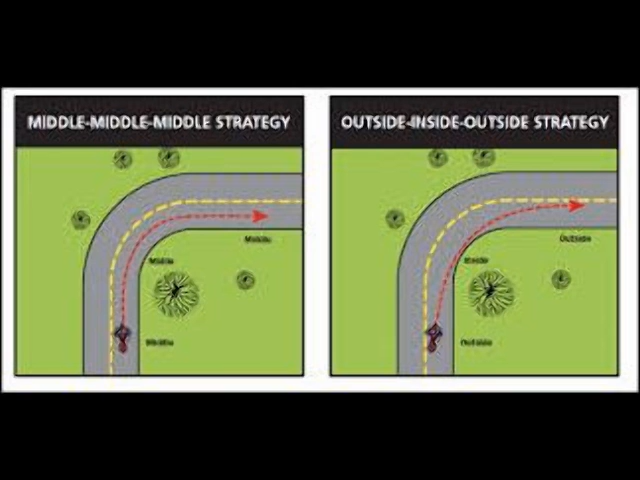 MIDDLE-MIDDLE-MIDDLE STRATEGY
Middle
Middle
Middle
OUTSIDE-INSIDE-OUTSIDE STRATEGY
Outside
Inside
Outside